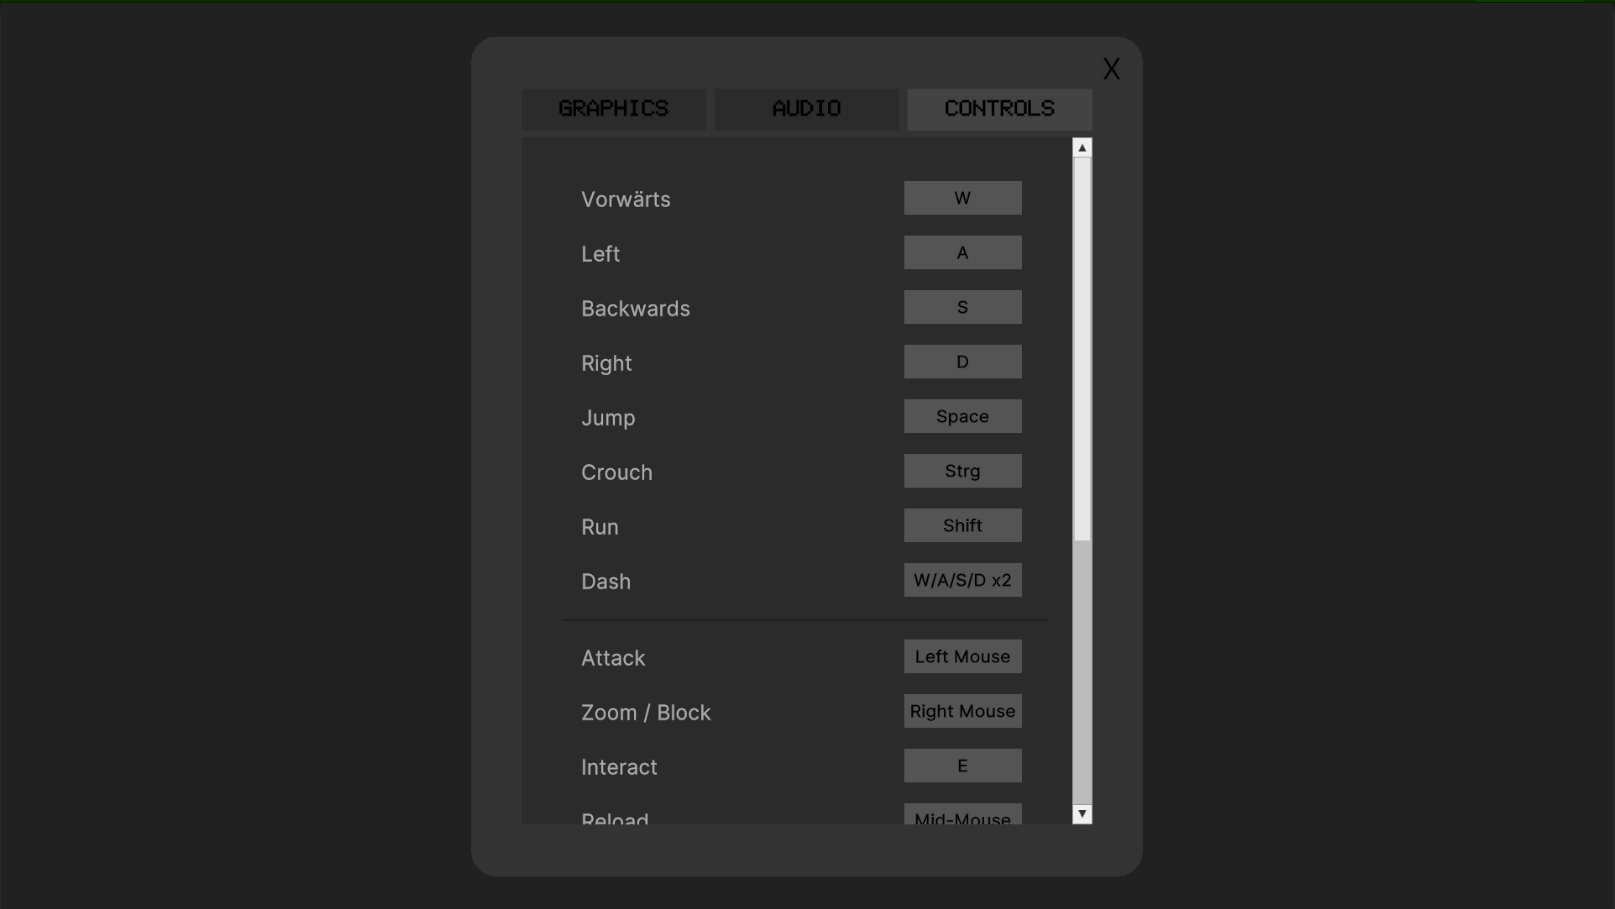 X
GRAPHICS AUDIO CONTROLS
Vorwärts W
Left A
Backwards S
Right D
Jump Space
Crouch Strg
Run Shift
Dash W/A/S/D x2
Attack Left Mouse
Zoom / Block Right Mouse
Interact E
Reload Mid-Mouse